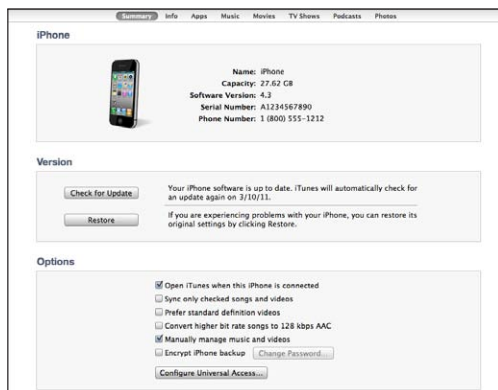 Summary Info Apps Music Movies TV Shows Podcasts Photos
iPhone
Name: iPhone
Capacity: 27.62 GB
Software Version: 4.3
Serial Number: A1234567890
Phone Number: 1 (800) 555-1212
Version
Check for Update
Your iPhone software is up to date. iTunes will automatically check for
an update again on 3/10/11.
Restore
If you are experiencing problems with your iPhone, you can restore its
original settings by clicking Restore.
Options
Open iTunes when this iPhone is connected
Sync only checked songs and videos
Prefer standard definition videos
Convert higher bit rate songs to 128 kbps AAC
Manually manage music and videos
Encrypt iPhone backup Change Password...
Configure Universal Access...